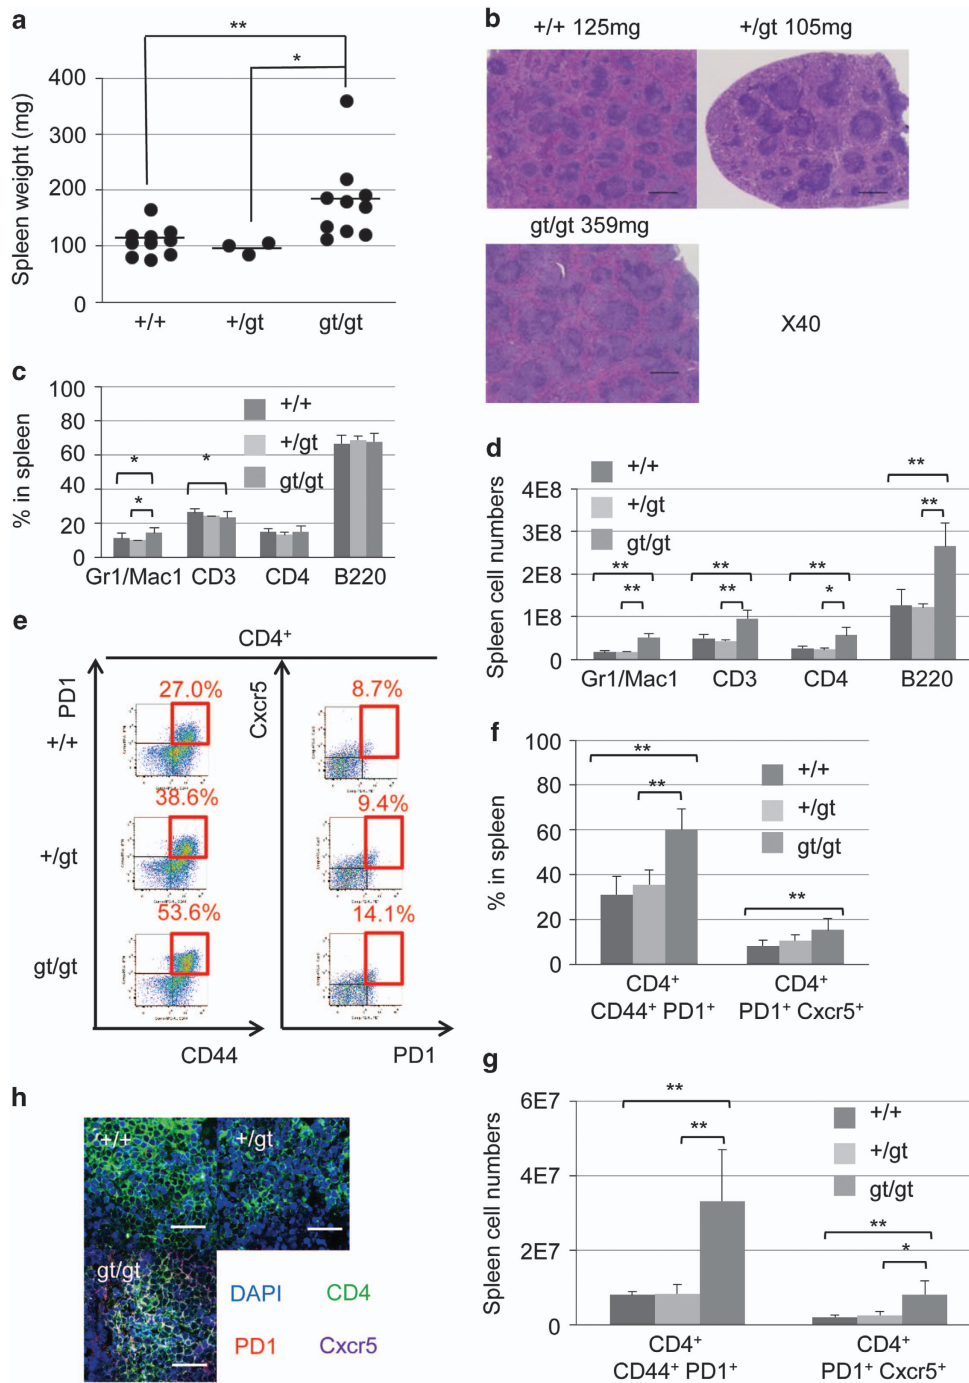 a
**
*
Spleen weight (mg)
400
300
200
100
0
+/+
+/gt
gt/gt
b
+/+ 125mg
+/gt 105mg
gt/gt 359mg
X40
c
% in spleen
100
80
60
40
20
0
+/+
+/gt
gt/gt
*
*
*
Gr1/Mac1
CD3
CD4
B220
d
Spleen cell numbers
4E8
3E8
2E8
1E8
0
+/+
+/gt
gt/gt
**
**
**
**
**
*
**
**
Gr1/Mac1
CD3
CD4
B220
e
CD4⁺
PD1
Cxcr5
+/+
27.0%
8.7%
+/gt
38.6%
9.4%
gt/gt
53.6%
14.1%
CD44
PD1
f
% in spleen
100
80
60
40
20
0
+/+
+/gt
gt/gt
**
**
**
CD4⁺
CD44⁺ PD1⁺
CD4⁺
PD1⁺ Cxcr5⁺
g
Spleen cell numbers
6E7
4E7
2E7
0
+/+
+/gt
gt/gt
**
**
**
*
CD4⁺
CD44⁺ PD1⁺
CD4⁺
PD1⁺ Cxcr5⁺
h
+/+
+/gt
gt/gt
DAPI
CD4
PD1
Cxcr5